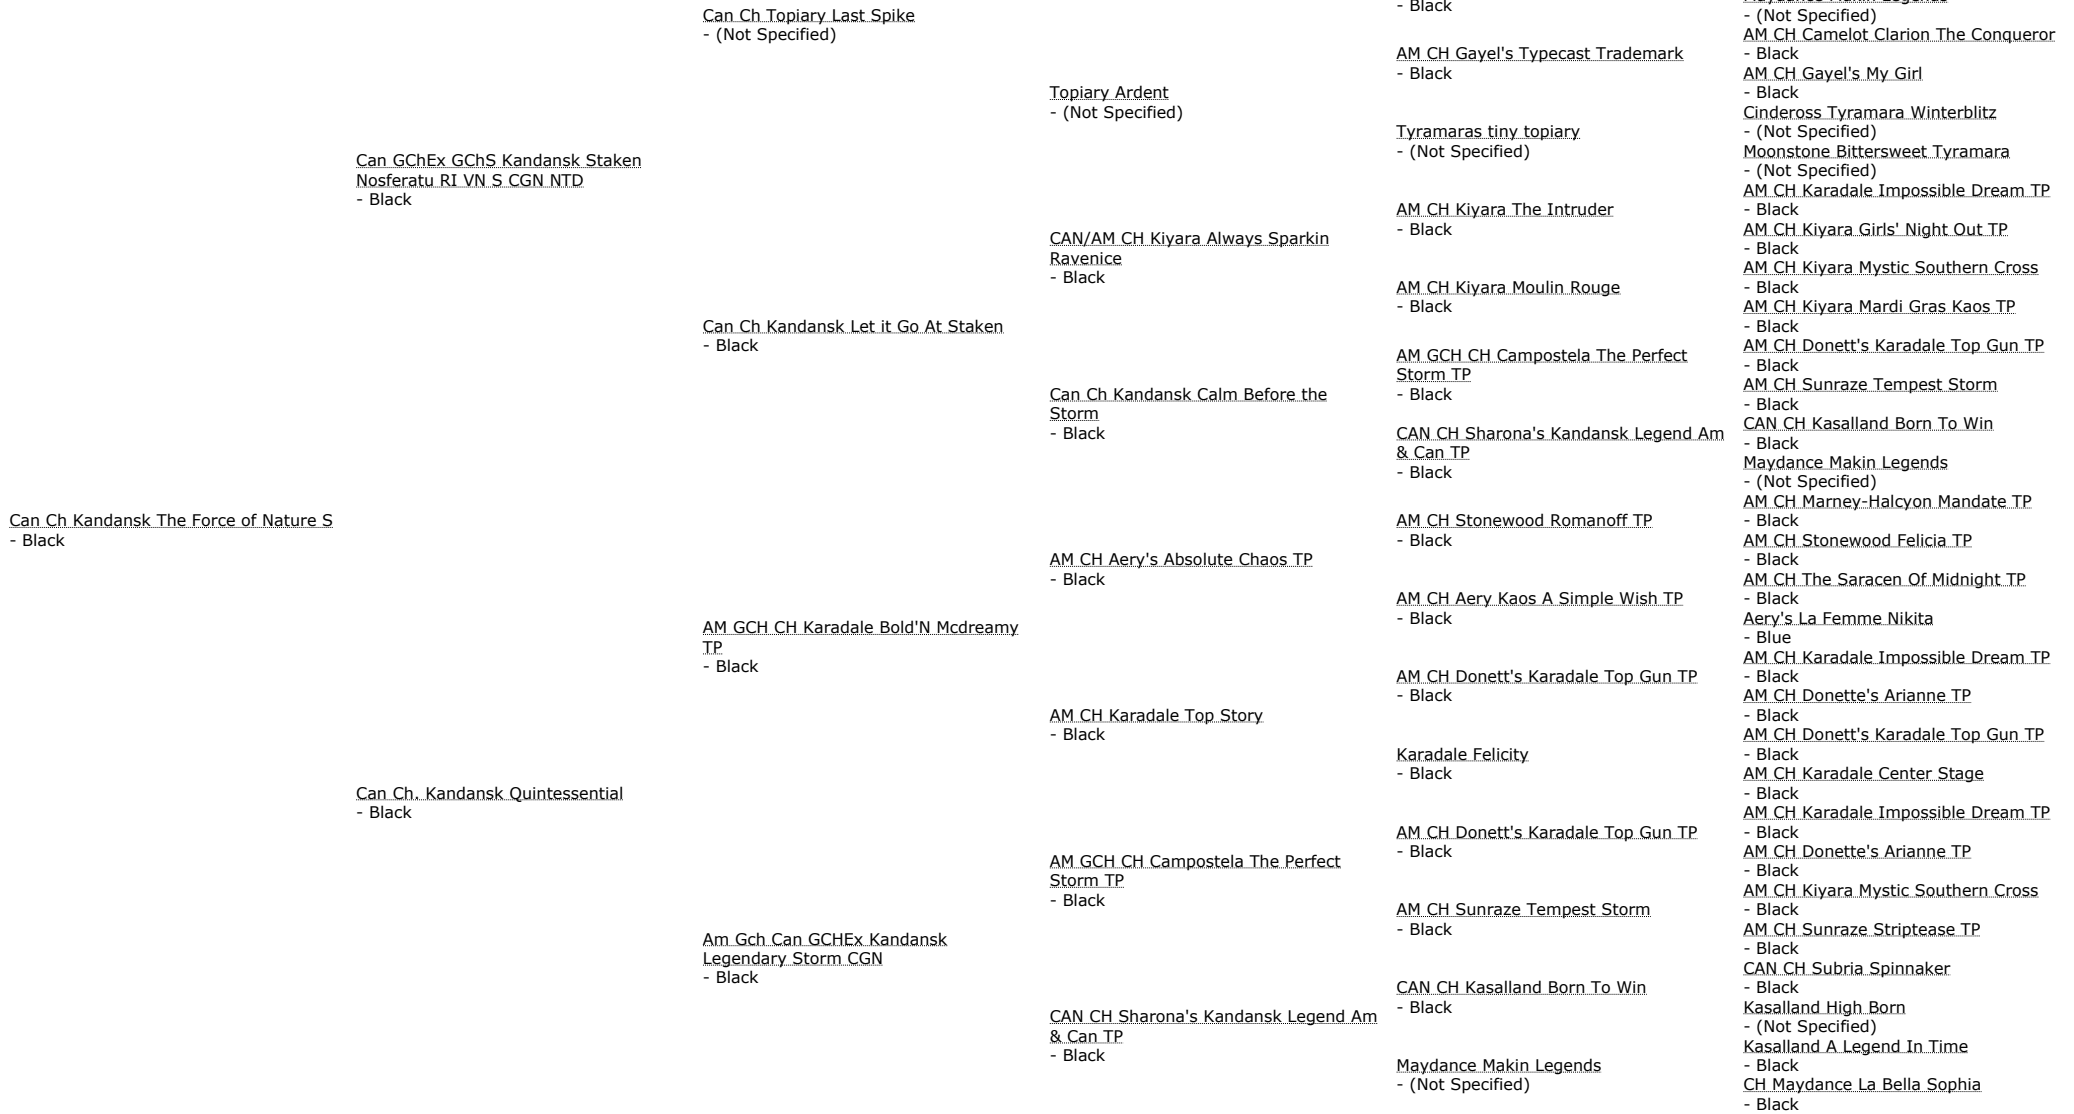 Can Ch Kandansk The Force of Nature S
- Black
Can GChEx GChS Kandansk Staken
Nosferatu RI VN S CGN NTD
- Black
Can Ch. Kandansk Quintessential
- Black
Can Ch Topiary Last Spike
- (Not Specified)
Can Ch Kandansk Let it Go At Staken
- Black
AM GCH CH Karadale Bold'N Mcdreamy
TP
- Black
Am Gch Can GCHEx Kandansk
Legendary Storm CGN
- Black
Topiary Ardent
- (Not Specified)
CAN/AM CH Kiyara Always Sparkin
Ravenice
- Black
Can Ch Kandansk Calm Before the
Storm
- Black
AM CH Aery's Absolute Chaos TP
- Black
AM CH Karadale Top Story
- Black
AM GCH CH Campostela The Perfect
Storm TP
- Black
CAN CH Sharona's Kandansk Legend Am
& Can TP
- Black
- Black
AM CH Gayel's Typecast Trademark
- Black
Tyramaras tiny topiary
- (Not Specified)
AM CH Kiyara The Intruder
- Black
AM CH Kiyara Moulin Rouge
- Black
AM GCH CH Campostela The Perfect
Storm TP
- Black
CAN CH Sharona's Kandansk Legend Am
& Can TP
- Black
AM CH Stonewood Romanoff TP
- Black
AM CH Aery Kaos A Simple Wish TP
- Black
AM CH Donett's Karadale Top Gun TP
- Black
Karadale Felicity
- Black
AM CH Donett's Karadale Top Gun TP
- Black
AM CH Sunraze Tempest Storm
- Black
CAN CH Kasalland Born To Win
- Black
Maydance Makin Legends
- (Not Specified)
- (Not Specified)
AM CH Camelot Clarion The Conqueror
- Black
AM CH Gayel's My Girl
- Black
Cindeross Tyramara Winterblitz
- (Not Specified)
Moonstone Bittersweet Tyramara
- (Not Specified)
AM CH Karadale Impossible Dream TP
- Black
AM CH Kiyara Girls' Night Out TP
- Black
AM CH Kiyara Mystic Southern Cross
- Black
AM CH Kiyara Mardi Gras Kaos TP
- Black
AM CH Donett's Karadale Top Gun TP
- Black
AM CH Sunraze Tempest Storm
- Black
CAN CH Kasalland Born To Win
- Black
Maydance Makin Legends
- (Not Specified)
AM CH Marney-Halcyon Mandate TP
- Black
AM CH Stonewood Felicia TP
- Black
AM CH The Saracen Of Midnight TP
- Black
Aery's La Femme Nikita
- Blue
AM CH Karadale Impossible Dream TP
- Black
AM CH Donette's Arianne TP
- Black
AM CH Donett's Karadale Top Gun TP
- Black
AM CH Karadale Center Stage
- Black
AM CH Karadale Impossible Dream TP
- Black
AM CH Donette's Arianne TP
- Black
AM CH Kiyara Mystic Southern Cross
- Black
AM CH Sunraze Striptease TP
- Black
CAN CH Subria Spinnaker
- Black
Kasalland High Born
- (Not Specified)
Kasalland A Legend In Time
- Black
CH Maydance La Bella Sophia
- Black